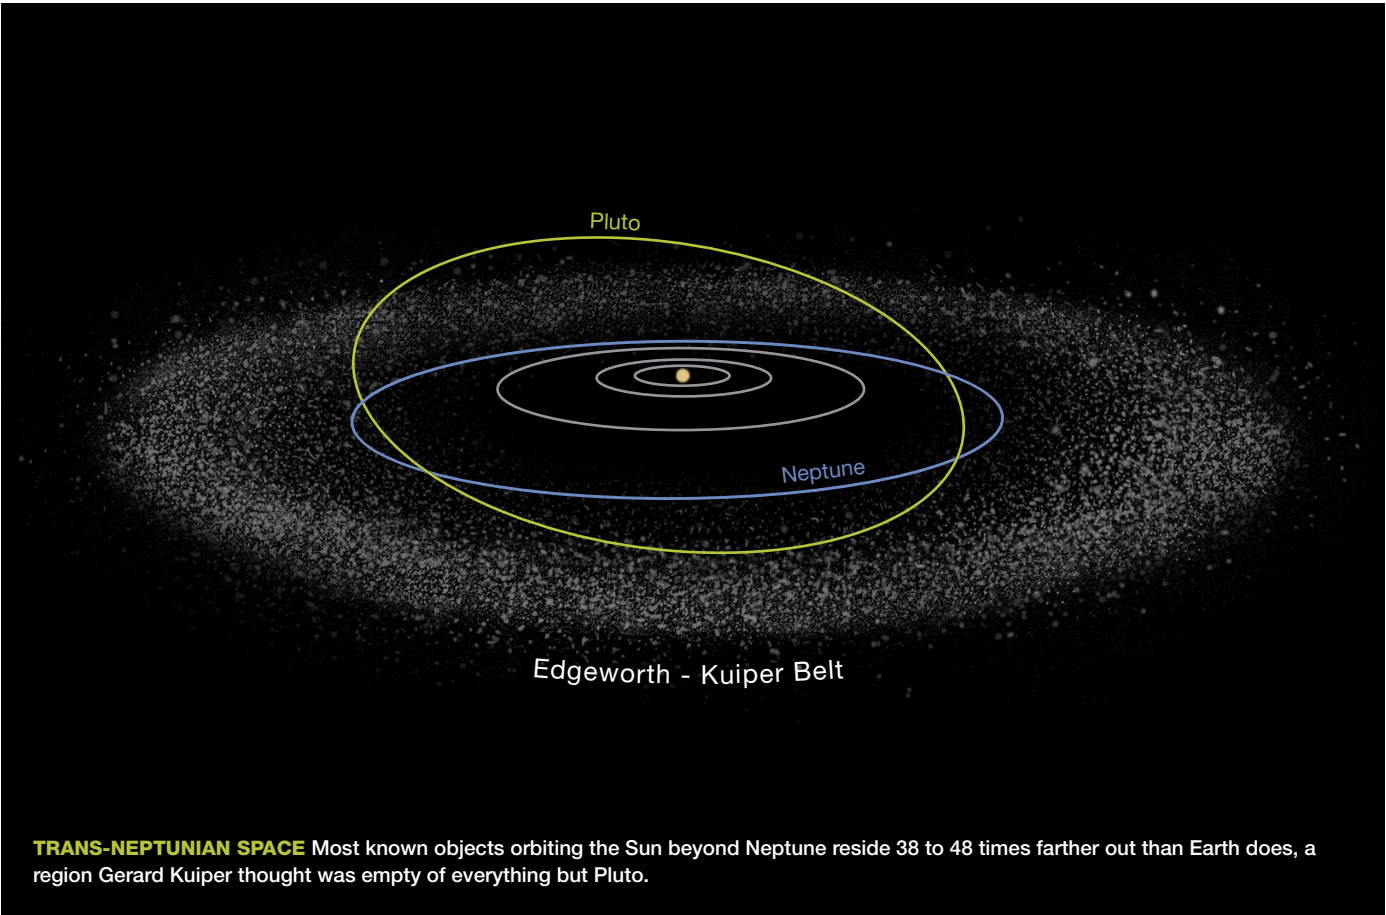 Pluto
Neptune
Edgeworth - Kuiper Belt
TRANS-NEPTUNIAN SPACE Most known objects orbiting the Sun beyond Neptune reside 38 to 48 times farther out than Earth does, a
region Gerard Kuiper thought was empty of everything but Pluto.